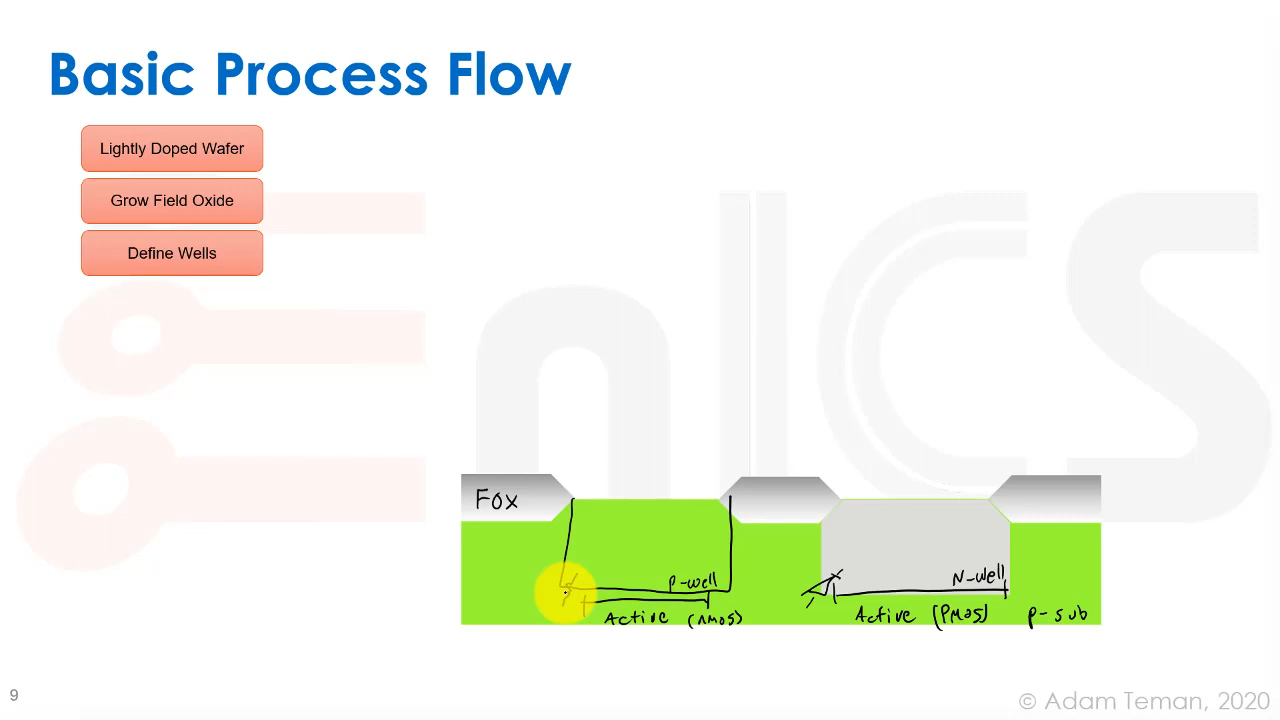 Basic Process Flow
Lightly Doped Wafer
Grow Field Oxide
Define Wells
nICS
Fox
P-well
N-well
Active (nMOS)
Active (PMOS)
p-sub
9
© Adam Teman, 2020